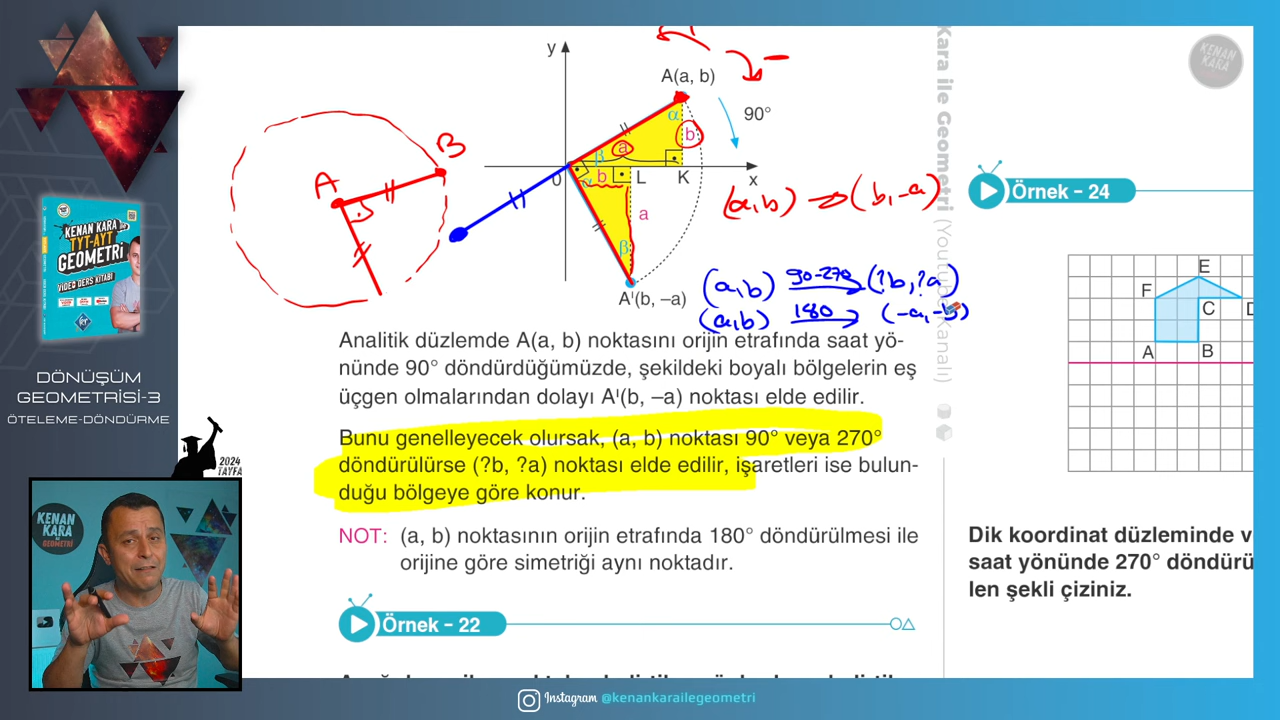 KENAN KARA
TYT-AYT
GEOMETRİ
VİDEO DERS KİTABI
DÖNÜŞÜM
GEOMETRİSİ-3
ÖTELEME-DÖNDÜRME
2024
TAYFA
KENAN
KARA
GEOMETRİ
A
B
y
A(a, b)
90°
α
b
a
β
0
b
L
K
x
a
β
A'(b, –a)
(a,b) ⇒ (b,-a)
(a,b) 90-270 → (?b,?a)
(a,b) 180 → (-a,-b)
Analitik düzlemde A(a, b) noktasını orijin etrafında saat yö-
nünde 90° döndürdüğümüzde, şekildeki boyalı bölgelerin eş
üçgen olmalarından dolayı A'(b, –a) noktası elde edilir.
Bunu genelleyecek olursak, (a, b) noktası 90° veya 270°
döndürülürse (?b, ?a) noktası elde edilir, işaretleri ise bulun-
duğu bölgeye göre konur.
NOT: (a, b) noktasının orijin etrafında 180° döndürülmesi ile
orijine göre simetriği aynı noktadır.
Örnek - 22
Kara ile Geometri (Youtube Kanalı)
KENAN
KARA
Örnek - 24
E
F
C
D
A
B
Dik koordinat düzleminde v
saat yönünde 270° döndürü
len şekli çiziniz.
Instagram @kenankarailegeometri